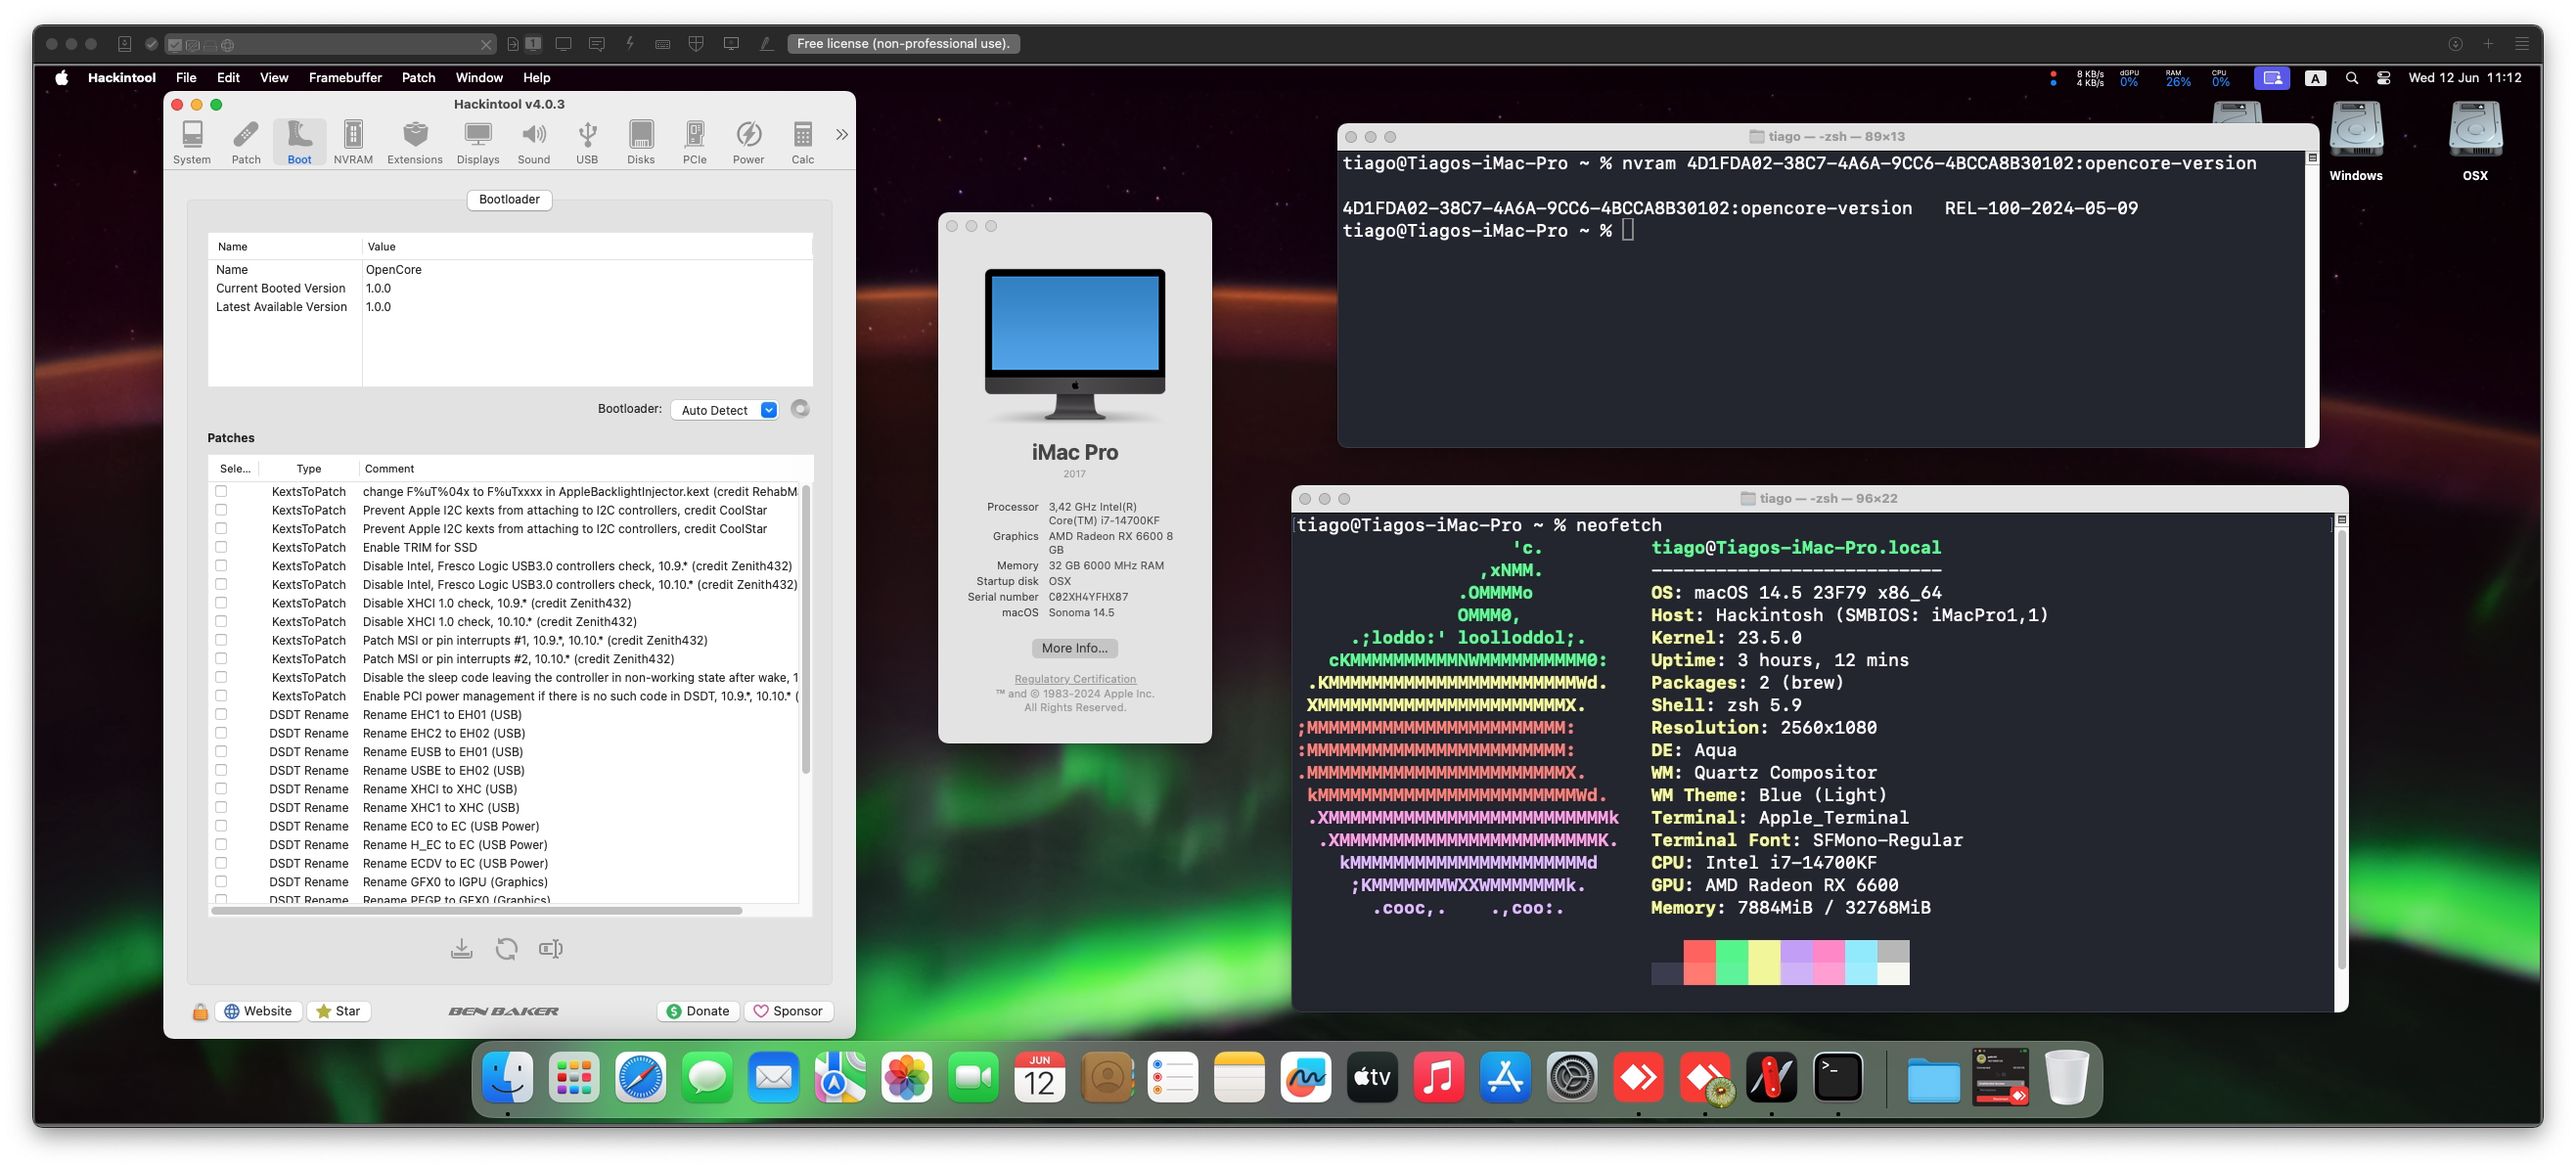 1
Free license (non-professional use).
Hackintool File Edit View Framebuffer Patch Window Help
8 KB/s
4 KB/s
dGPU
0%
RAM
26%
CPU
0%
A
Wed 12 Jun 11:12
Hackintool v4.0.3
System Patch Boot NVRAM Extensions Displays Sound USB Disks PCIe Power Calc
Bootloader
Name Value
Name OpenCore
Current Booted Version 1.0.0
Latest Available Version 1.0.0
Bootloader: Auto Detect
Patches
Sele... Type Comment
KextsToPatch change F%uT%04x to F%uTxxxx in AppleBacklightInjector.kext (credit RehabM
KextsToPatch Prevent Apple I2C kexts from attaching to I2C controllers, credit CoolStar
KextsToPatch Prevent Apple I2C kexts from attaching to I2C controllers, credit CoolStar
KextsToPatch Enable TRIM for SSD
KextsToPatch Disable Intel, Fresco Logic USB3.0 controllers check, 10.9.* (credit Zenith432)
KextsToPatch Disable Intel, Fresco Logic USB3.0 controllers check, 10.10.* (credit Zenith432)
KextsToPatch Disable XHCI 1.0 check, 10.9.* (credit Zenith432)
KextsToPatch Disable XHCI 1.0 check, 10.10.* (credit Zenith432)
KextsToPatch Patch MSI or pin interrupts #1, 10.9.*, 10.10.* (credit Zenith432)
KextsToPatch Patch MSI or pin interrupts #2, 10.10.* (credit Zenith432)
KextsToPatch Disable the sleep code leaving the controller in non-working state after wake, 1
KextsToPatch Enable PCI power management if there is no such code in DSDT, 10.9.*, 10.10.* (
DSDT Rename Rename EHC1 to EH01 (USB)
DSDT Rename Rename EHC2 to EH02 (USB)
DSDT Rename Rename EUSB to EH01 (USB)
DSDT Rename Rename USBE to EH02 (USB)
DSDT Rename Rename XHCI to XHC (USB)
DSDT Rename Rename XHC1 to XHC (USB)
DSDT Rename Rename EC0 to EC (USB Power)
DSDT Rename Rename H_EC to EC (USB Power)
DSDT Rename Rename ECDV to EC (USB Power)
DSDT Rename Rename GFX0 to IGPU (Graphics)
DSDT Rename Rename PEGP to GFX0 (Graphics)
Website Star BEN BAKER Donate Sponsor
iMac Pro
2017
Processor 3,42 GHz Intel(R)
Core(TM) i7-14700KF
Graphics AMD Radeon RX 6600 8
GB
Memory 32 GB 6000 MHz RAM
Startup disk OSX
Serial number C02XH4YFHX87
macOS Sonoma 14.5
More Info...
Regulatory Certification
™ and © 1983-2024 Apple Inc.
All Rights Reserved.
tiago — -zsh — 89×13
tiago@Tiagos-iMac-Pro ~ % nvram 4D1FDA02-38C7-4A6A-9CC6-4BCCA8B30102:opencore-version
4D1FDA02-38C7-4A6A-9CC6-4BCCA8B30102:opencore-version REL-100-2024-05-09
tiago@Tiagos-iMac-Pro ~ %
Windows
OSX
tiago — -zsh — 96×22
tiago@Tiagos-iMac-Pro ~ % neofetch
'c. tiago@Tiagos-iMac-Pro.local
,xNMM. ---------------------------
.OMMMMo OS: macOS 14.5 23F79 x86_64
OMMM0, Host: Hackintosh (SMBIOS: iMacPro1,1)
.;loddo:' loolloddol;. Kernel: 23.5.0
cKMMMMMMMMMMNWMMMMMMMMMM0: Uptime: 3 hours, 12 mins
.KMMMMMMMMMMMMMMMMMMMMMMMWd. Packages: 2 (brew)
XMMMMMMMMMMMMMMMMMMMMMMMX. Shell: zsh 5.9
;MMMMMMMMMMMMMMMMMMMMMMMM: Resolution: 2560x1080
:MMMMMMMMMMMMMMMMMMMMMMMM: DE: Aqua
.MMMMMMMMMMMMMMMMMMMMMMMMX. WM: Quartz Compositor
kMMMMMMMMMMMMMMMMMMMMMMMMWd. WM Theme: Blue (Light)
.XMMMMMMMMMMMMMMMMMMMMMMMMMMk Terminal: Apple_Terminal
.XMMMMMMMMMMMMMMMMMMMMMMMMK. Terminal Font: SFMono-Regular
kMMMMMMMMMMMMMMMMMMMMMMd CPU: Intel i7-14700KF
;KMMMMMMMWXXWMMMMMMMk. GPU: AMD Radeon RX 6600
.cooc,. .,coo:. Memory: 7884MiB / 32768MiB
JUN
12
tv
>_